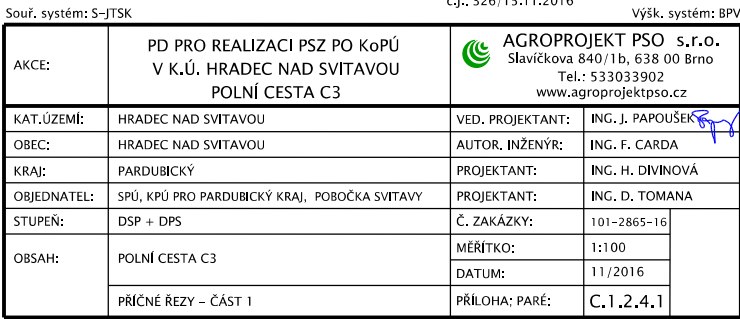 č.j.: 326/15.11.2016
Souř. systém: S-JTSK Výšk. systém: BPV
AKCE:
PD PRO REALIZACI PSZ PO KoPÚ
V K.Ú. HRADEC NAD SVITAVOU
POLNÍ CESTA C3
AGROPROJEKT PSO s.r.o.
Slavíčkova 840/1b, 638 00 Brno
Tel.: 533033902
www.agroprojektpso.cz
KAT.ÚZEMÍ: HRADEC NAD SVITAVOU VED. PROJEKTANT: ING. J. PAPOUŠEK
OBEC: HRADEC NAD SVITAVOU AUTOR. INŽENÝR: ING. F. CARDA
KRAJ: PARDUBICKÝ PROJEKTANT: ING. H. DIVINOVÁ
OBJEDNATEL: SPÚ, KPÚ PRO PARDUBICKÝ KRAJ, POBOČKA SVITAVY PROJEKTANT: ING. D. TOMANA
STUPEŇ: DSP + DPS Č. ZAKÁZKY: 101-2865-16
OBSAH: POLNÍ CESTA C3 MĚŘÍTKO: 1:100
DATUM: 11/2016
PŘÍČNÉ ŘEZY - ČÁST 1 PŘÍLOHA; PARÉ: C.1.2.4.1